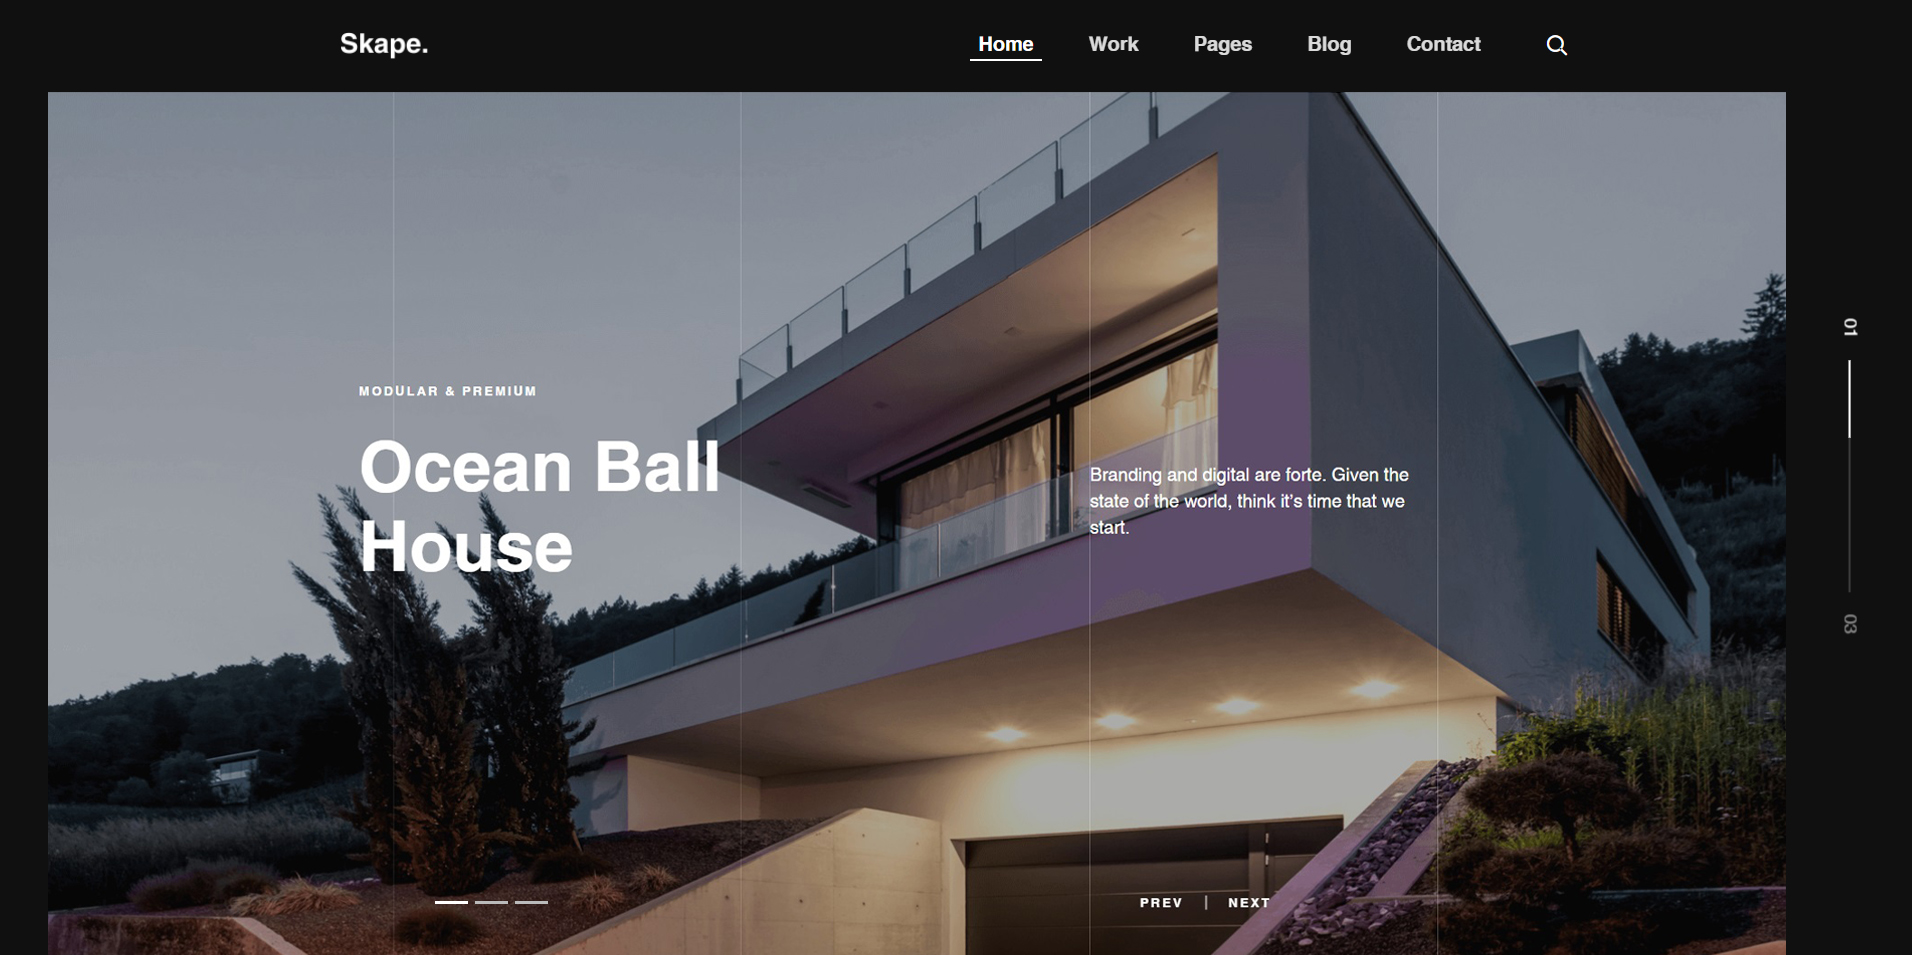 Skape.
Home Work Pages Blog Contact
MODULAR & PREMIUM
Ocean Ball
House
Branding and digital are forte. Given the
state of the world, think it's time that we
start.
01
03
PREV | NEXT